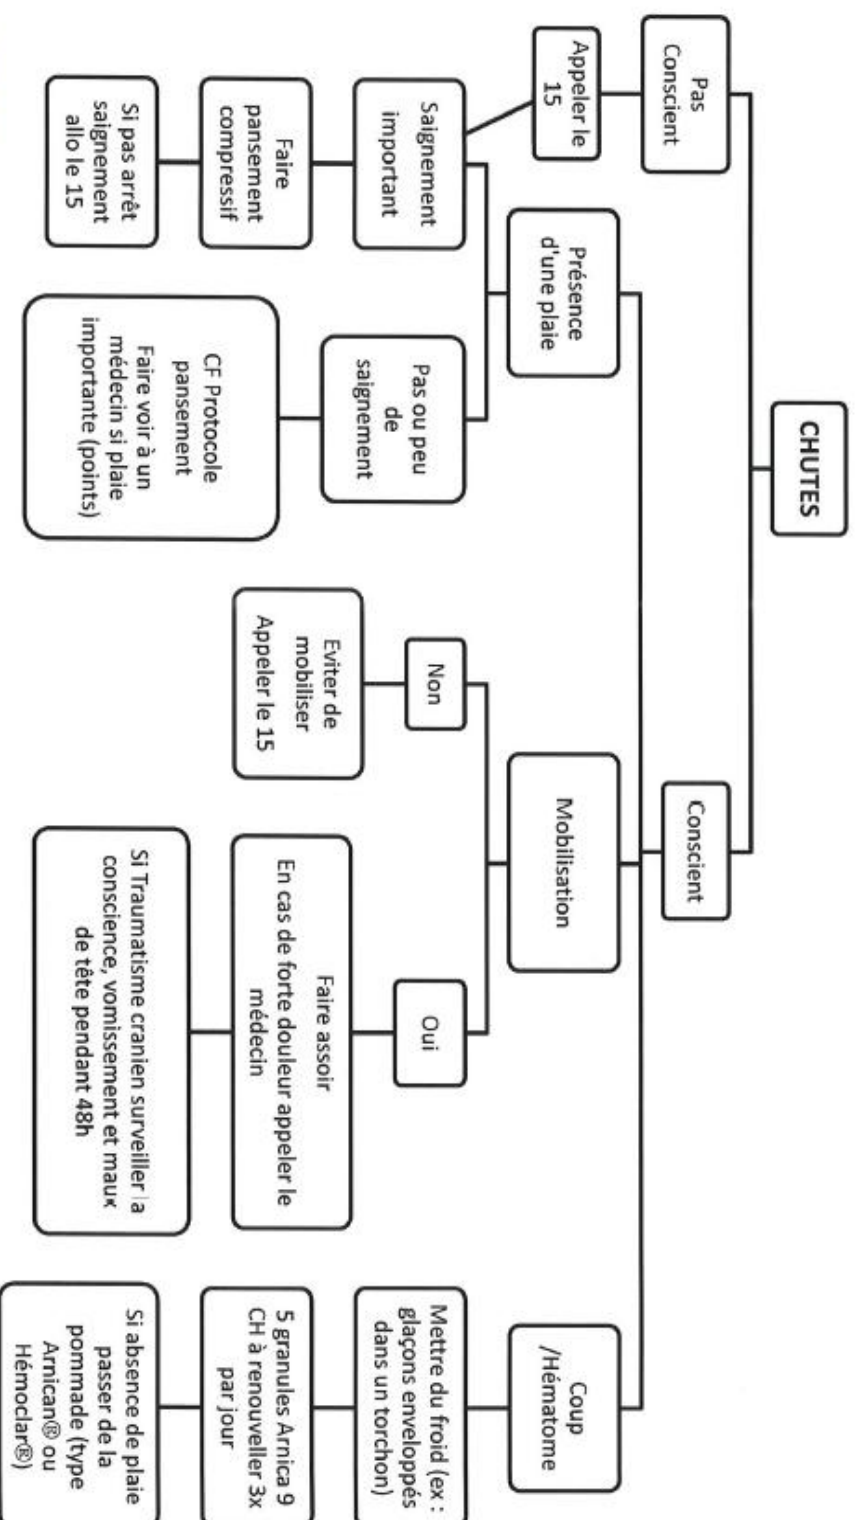 CHUTES
Pas
Conscient
Conscient
Appeler le
15
Présence
d'une plaie
Mobilisation
Coup
/Hématome
Saignement
important
Pas ou peu
de
saignement
Non
Oui
Mettre du froid (ex :
glaçons enveloppés
dans un torchon)
Faire
pansement
compressif
CF Protocole
pansement
Faire voir à un
médecin si plaie
importante (points)
Eviter de
mobiliser
Appeler le 15
Faire assoir
En cas de forte douleur appeler le
médecin
5 granules Arnica 9
CH à renouveller 3x
par jour
Si pas arrêt
saignement
allo le 15
Si Traumatisme cranien surveiller la
conscience, vomissement et maux
de tête pendant 48h
Si absence de plaie
passer de la
pommade (type
Arnican® ou
Hémoclar®)